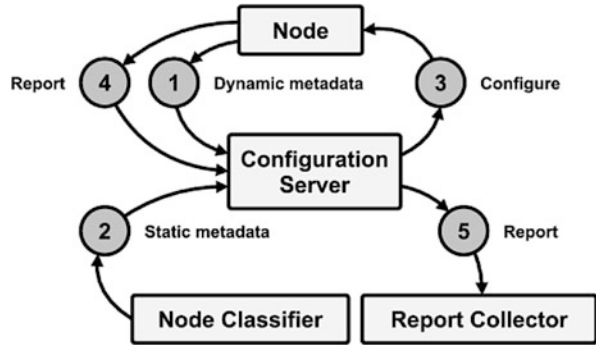 Node
Report
4
1
Dynamic metadata
3
Configure
Configuration
Server
2
Static metadata
5
Report
Node Classifier
Report Collector